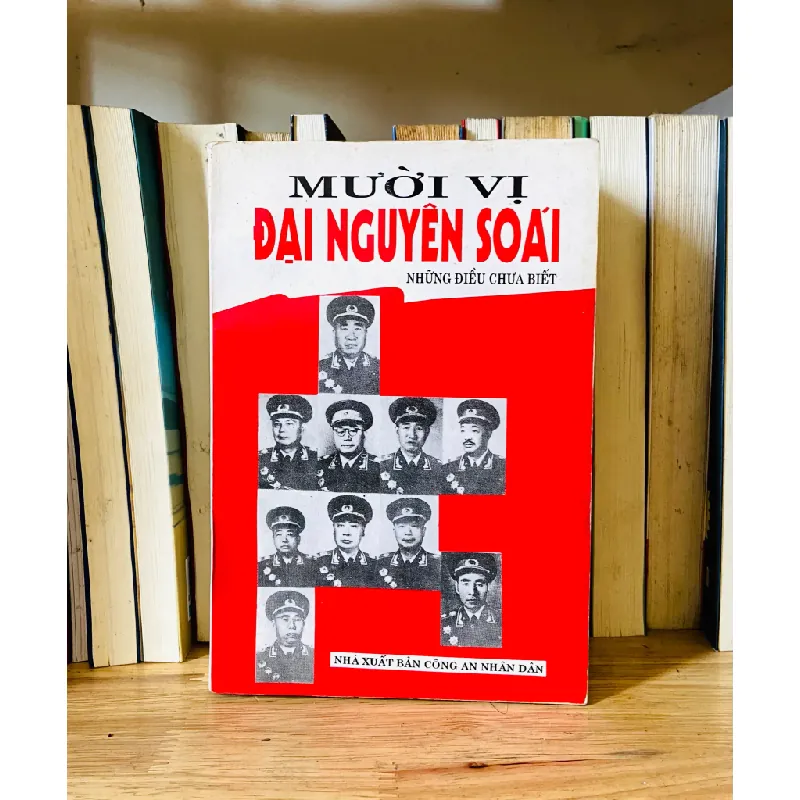 MƯỜI VỊ
ĐẠI NGUYÊN SOÁI
NHỮNG ĐIỀU CHƯA BIẾT
NHÀ XUẤT BẢN CÔNG AN NHÂN DÂN